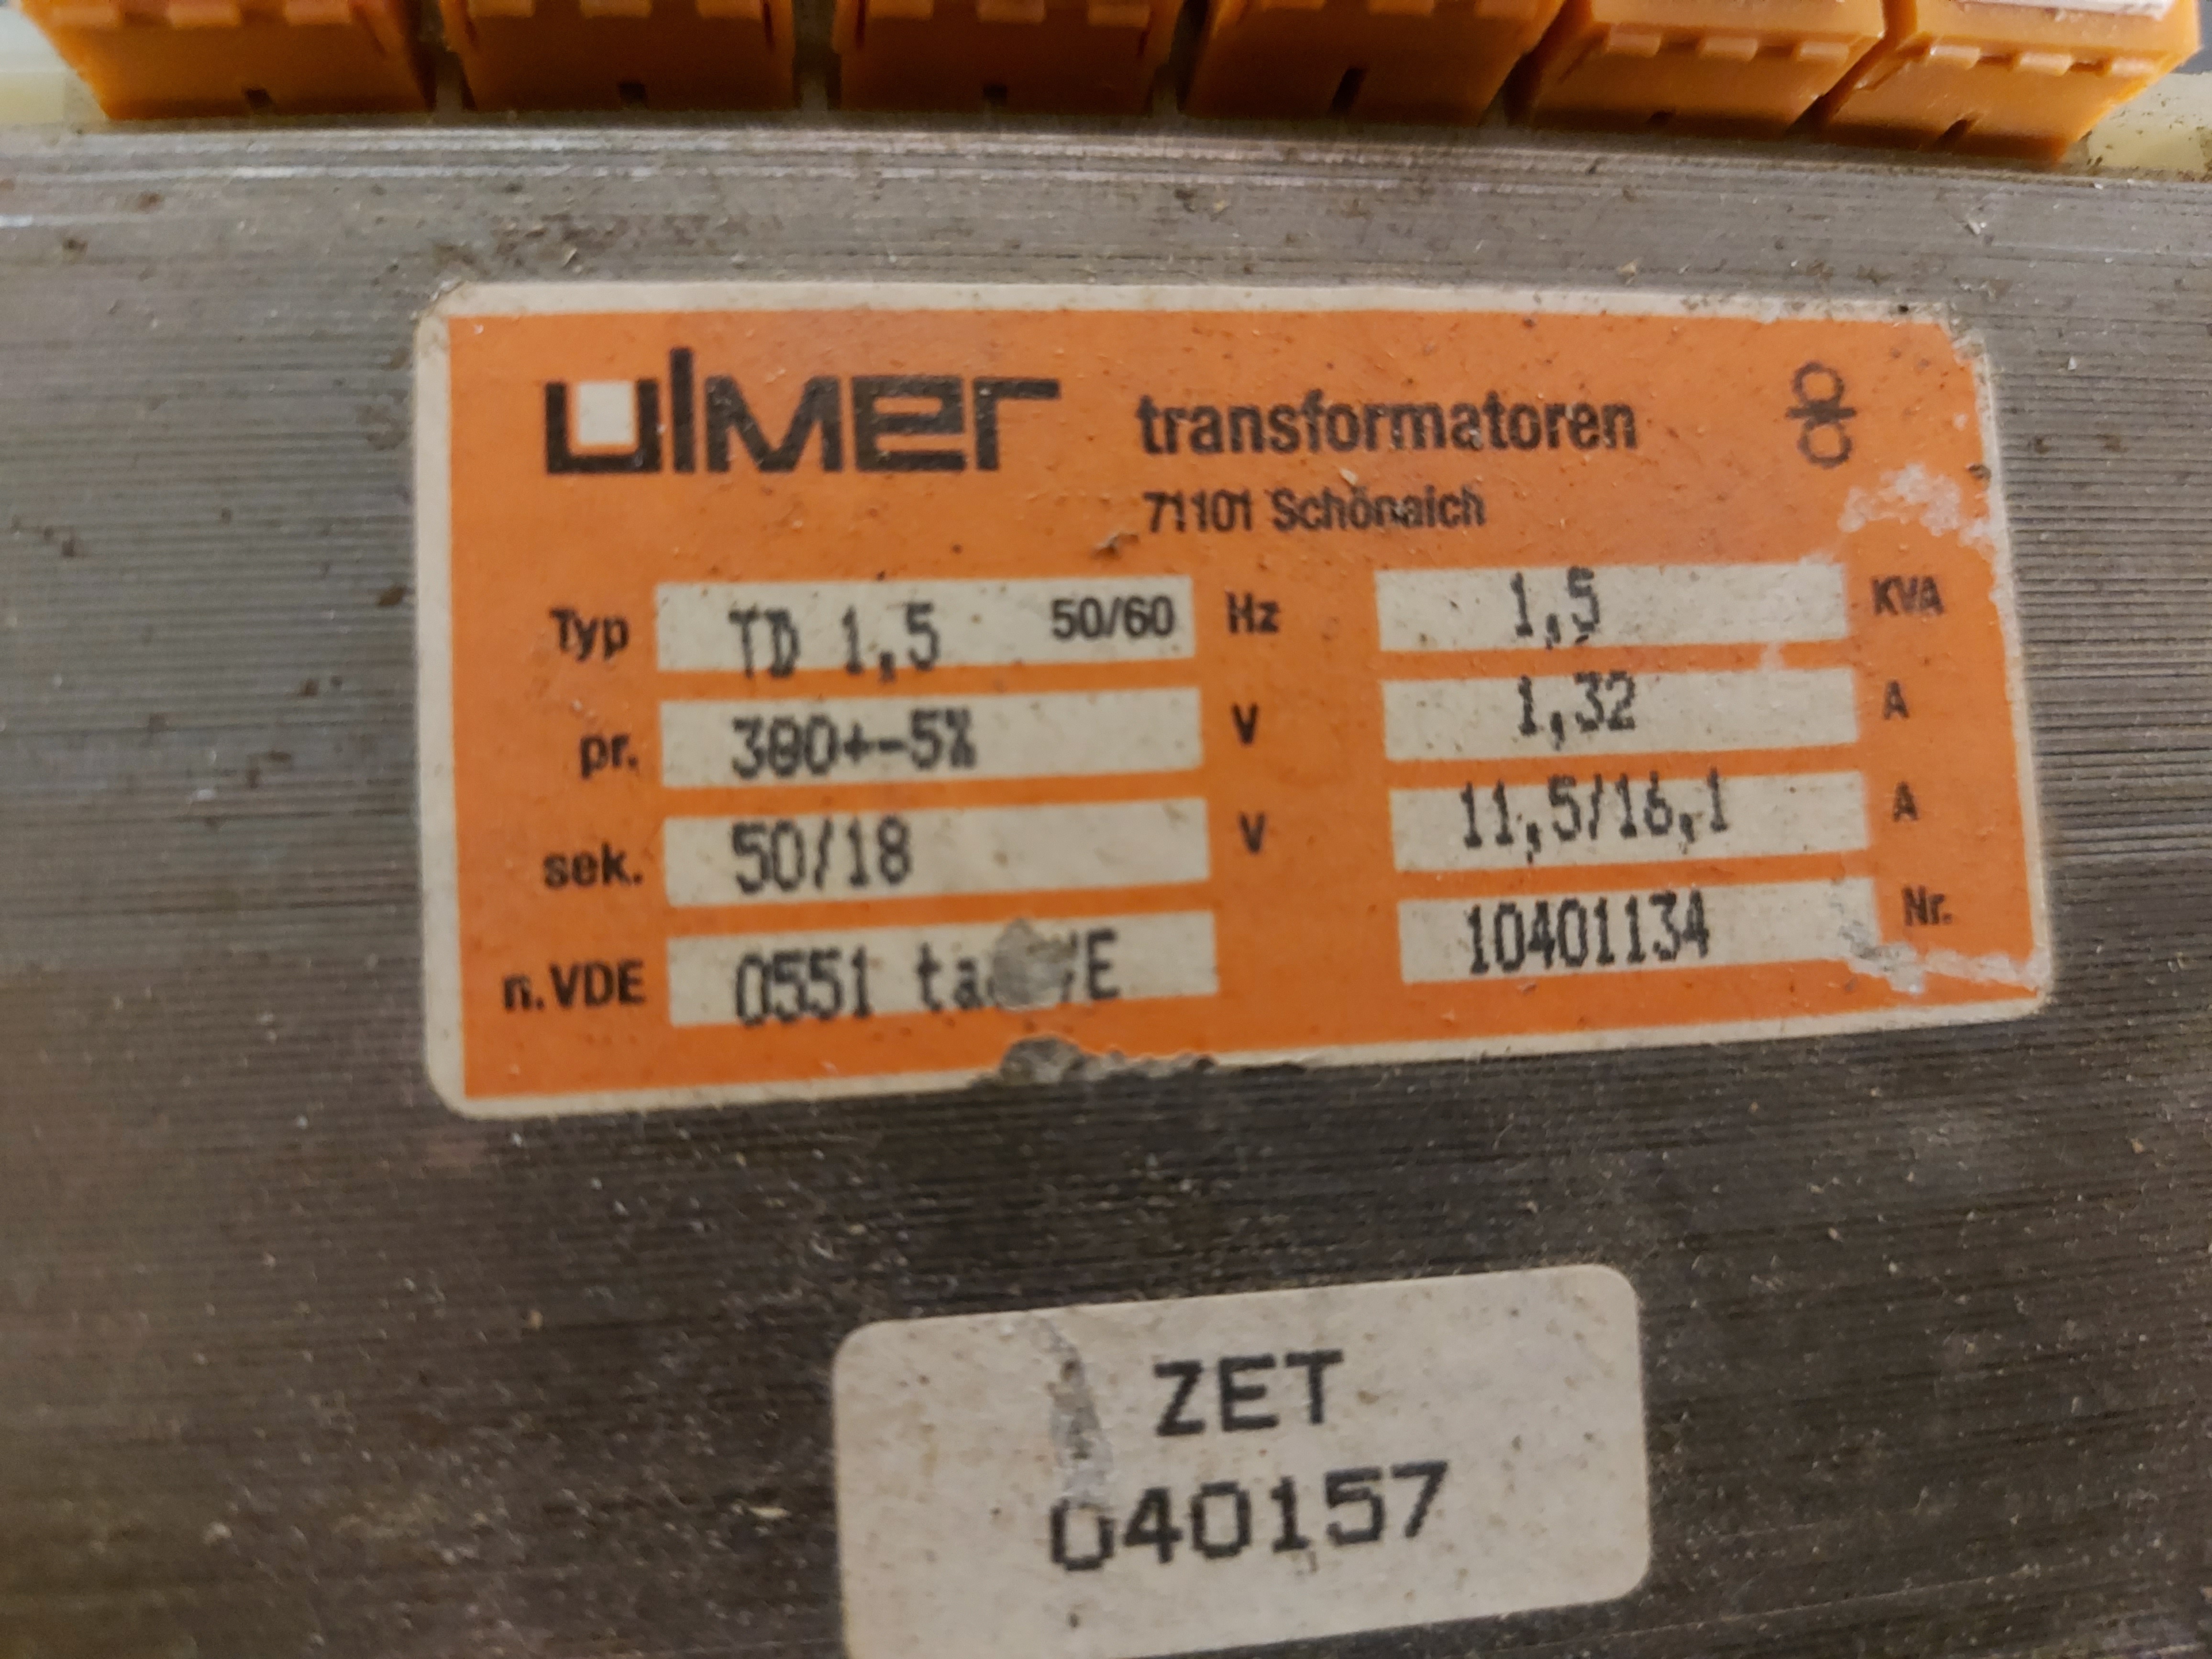 ulmer transformatoren
71101 Schönaich
Typ TD 1,5 50/60 Hz 1,5 KVA
pr. 380+-5% V 1,32 A
sek. 50/18 V 11,5/16,1 A
n.VDE 0551 10401134 Nr.
ZET
040157